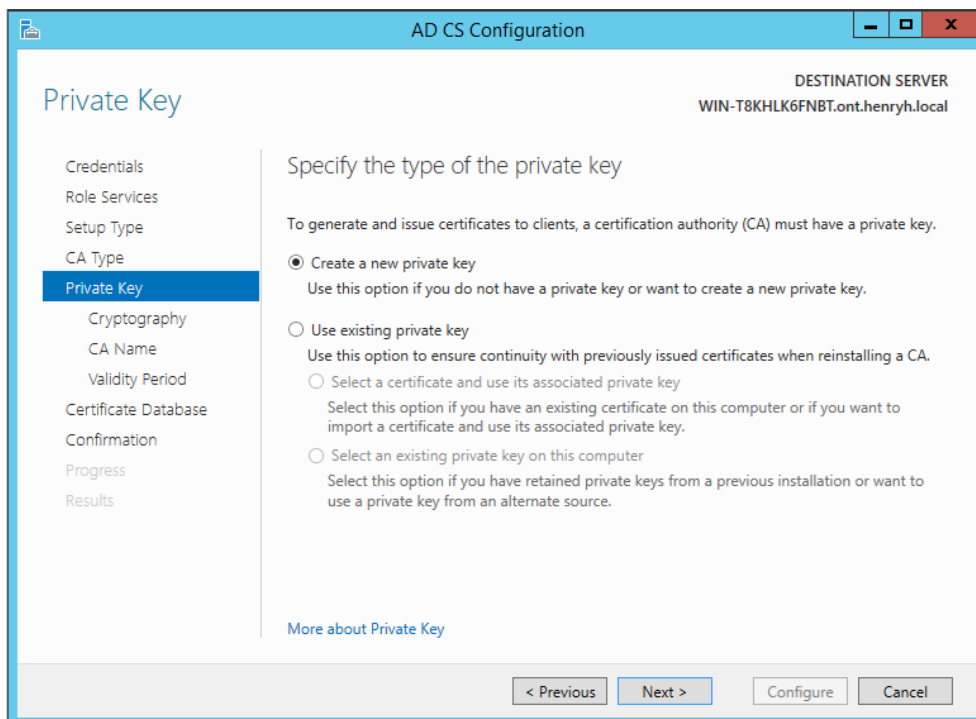 AD CS Configuration
Private Key
DESTINATION SERVER
WIN-T8KHLK6FNBT.ont.henryh.local
Credentials
Role Services
Setup Type
CA Type
Private Key
Cryptography
CA Name
Validity Period
Certificate Database
Confirmation
Progress
Results
Specify the type of the private key
To generate and issue certificates to clients, a certification authority (CA) must have a private key.
Create a new private key
Use this option if you do not have a private key or want to create a new private key.
Use existing private key
Use this option to ensure continuity with previously issued certificates when reinstalling a CA.
Select a certificate and use its associated private key
Select this option if you have an existing certificate on this computer or if you want to
import a certificate and use its associated private key.
Select an existing private key on this computer
Select this option if you have retained private keys from a previous installation or want to
use a private key from an alternate source.
More about Private Key
< Previous
Next >
Configure
Cancel